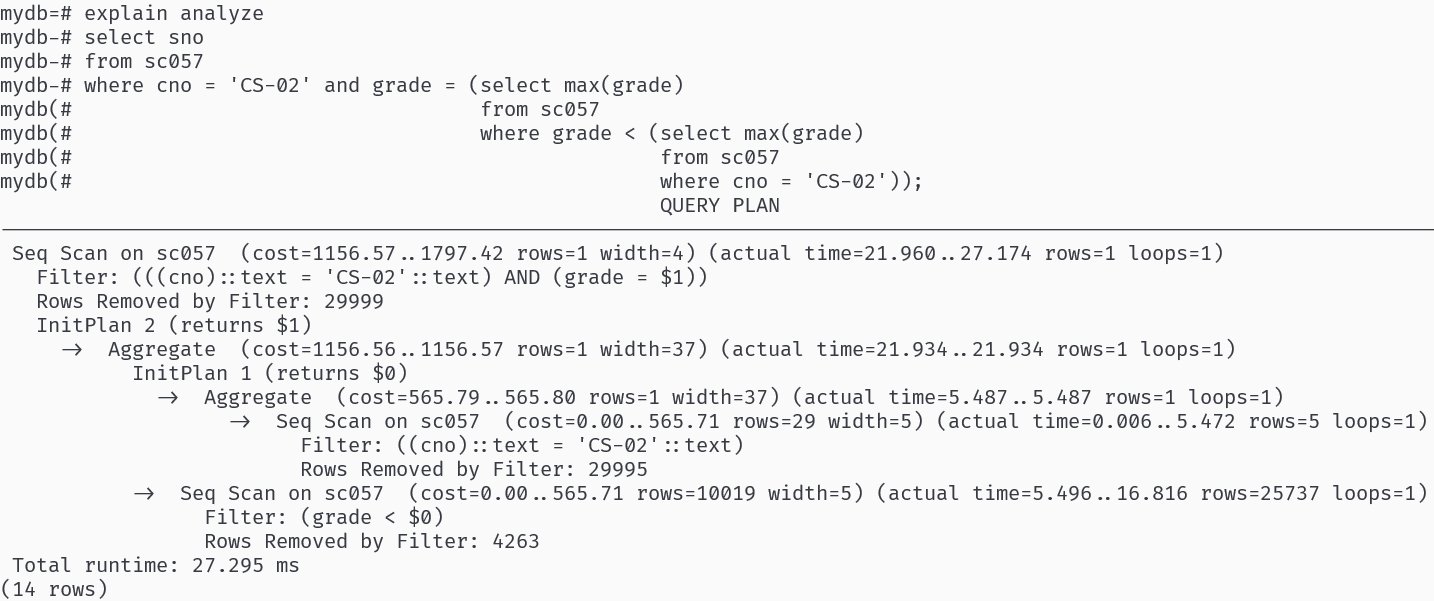 mydb=# explain analyze
mydb-# select sno
mydb-# from sc057
mydb-# where cno = 'CS-02' and grade = (select max(grade)
mydb(#                                  from sc057
mydb(#                                  where grade < (select max(grade)
mydb(#                                                 from sc057
mydb(#                                                 where cno = 'CS-02'));
                                                       QUERY PLAN
 Seq Scan on sc057  (cost=1156.57..1797.42 rows=1 width=4) (actual time=21.960..27.174 rows=1 loops=1)
   Filter: (((cno)::text = 'CS-02'::text) AND (grade = $1))
   Rows Removed by Filter: 29999
   InitPlan 2 (returns $1)
     ->  Aggregate  (cost=1156.56..1156.57 rows=1 width=37) (actual time=21.934..21.934 rows=1 loops=1)
           InitPlan 1 (returns $0)
             ->  Aggregate  (cost=565.79..565.80 rows=1 width=37) (actual time=5.487..5.487 rows=1 loops=1)
                   ->  Seq Scan on sc057  (cost=0.00..565.71 rows=29 width=5) (actual time=0.006..5.472 rows=5 loops=1)
                         Filter: ((cno)::text = 'CS-02'::text)
                         Rows Removed by Filter: 29995
           ->  Seq Scan on sc057  (cost=0.00..565.71 rows=10019 width=5) (actual time=5.496..16.816 rows=25737 loops=1)
                 Filter: (grade < $0)
                 Rows Removed by Filter: 4263
 Total runtime: 27.295 ms
(14 rows)